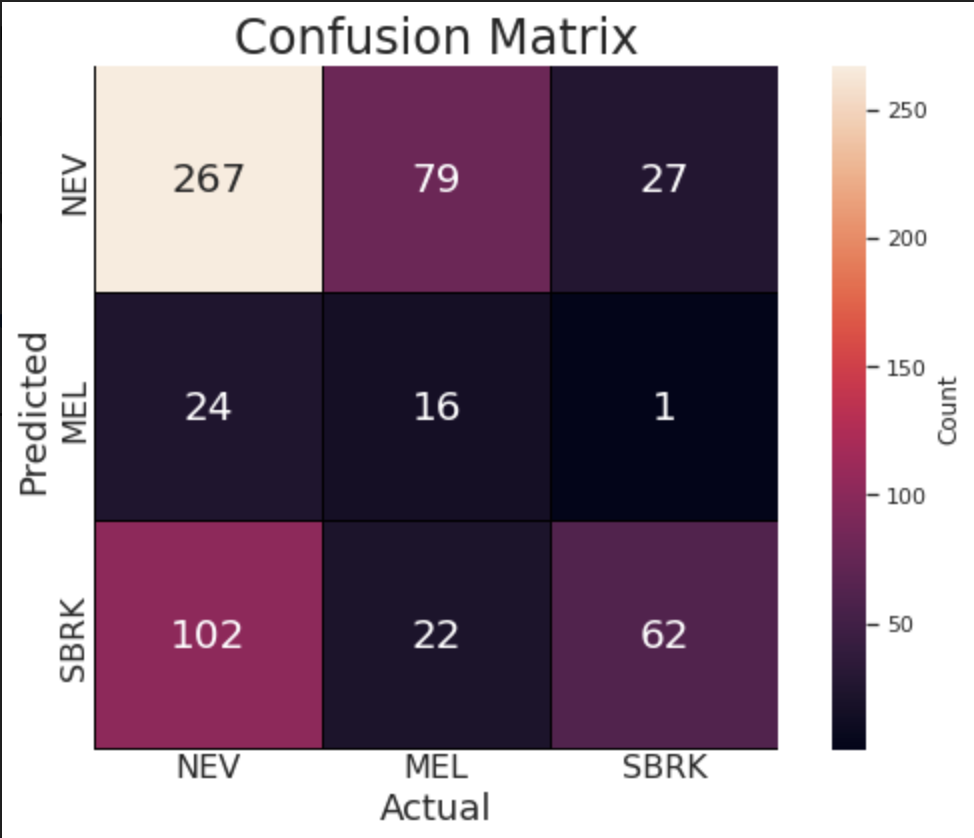 Confusion Matrix
NEV
267
79
27
Predicted
MEL
24
16
1
SBRK
102
22
62
NEV
MEL
SBRK
Actual
250
200
150
100
50
Count